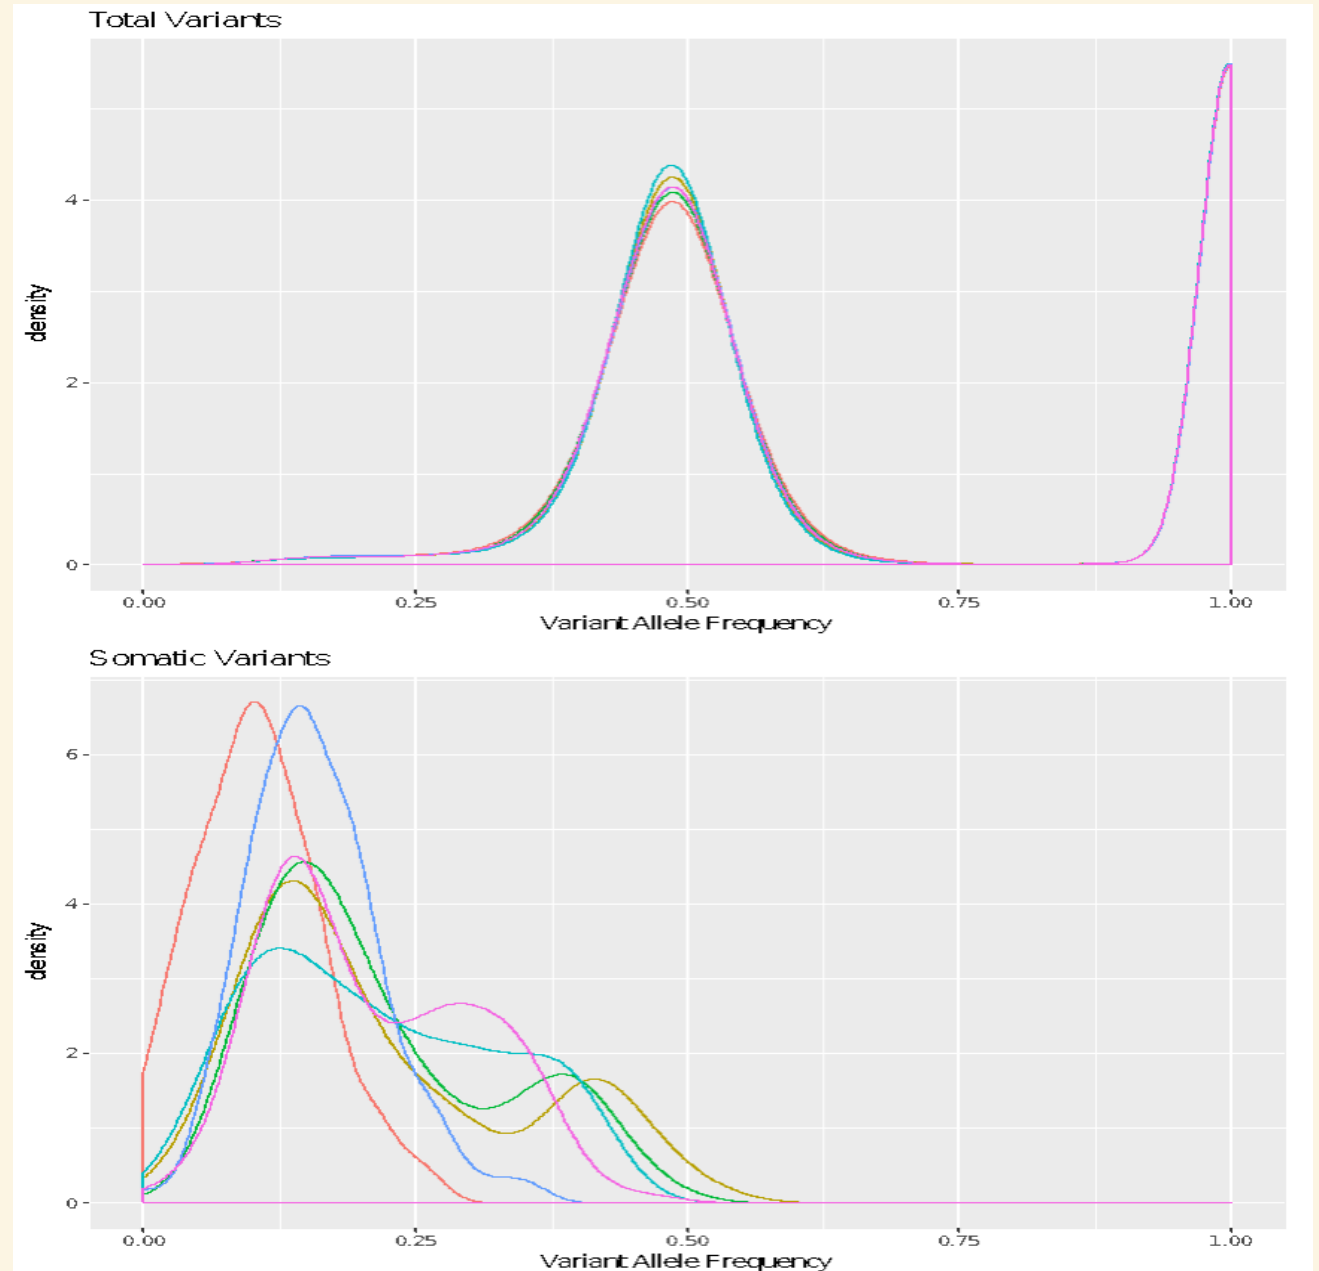 Total Variants
density
4
2
0
0.00 0.25 0.50 0.75 1.00
Variant Allele Frequency
Somatic Variants
density
6
4
2
0
0.00 0.25 0.50 0.75 1.00
Variant Allele Frequency